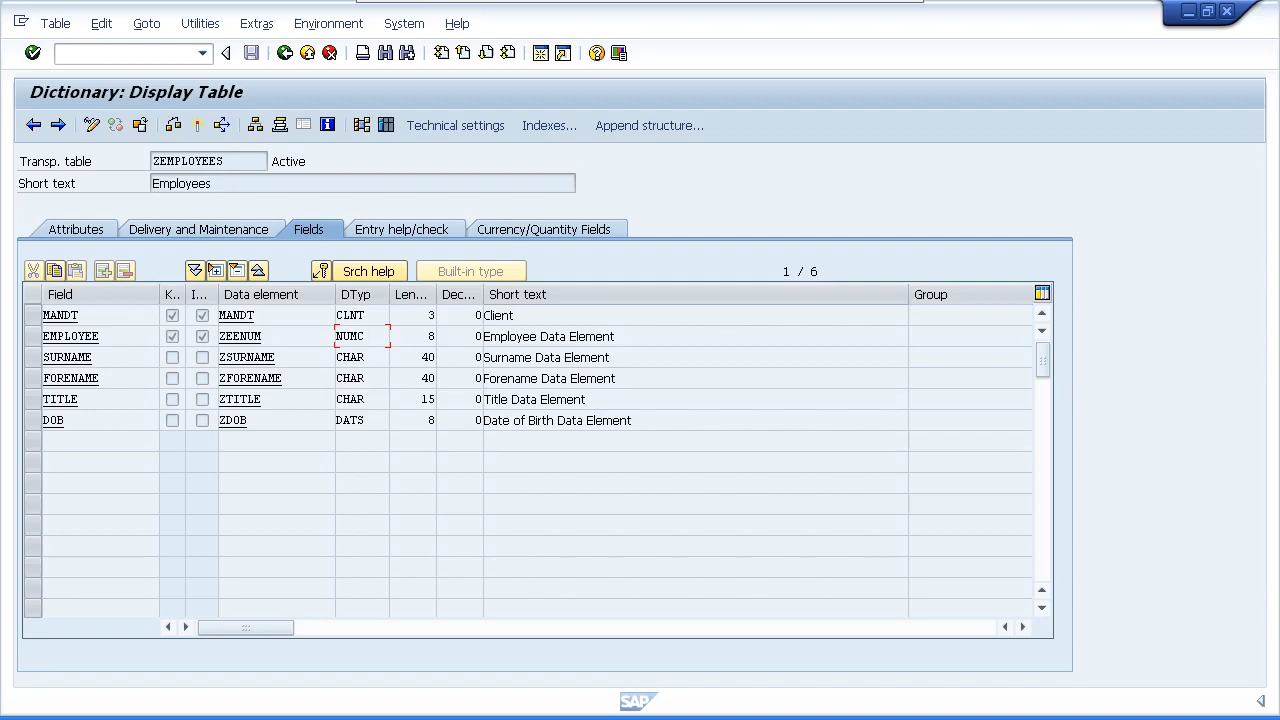 Table Edit Goto Utilities Extras Environment System Help
Dictionary: Display Table
Technical settings Indexes... Append structure...
Transp. table ZEMPLOYEES Active
Short text Employees
Attributes Delivery and Maintenance Fields Entry help/check Currency/Quantity Fields
Srch help Built-in type 1 / 6
Field K.. I... Data element DTyp Len... Dec... Short text Group
MANDT MANDT CLNT 3 0 Client
EMPLOYEE ZEENUM NUMC 8 0 Employee Data Element
SURNAME ZSURNAME CHAR 40 0 Surname Data Element
FORENAME ZFORENAME CHAR 40 0 Forename Data Element
TITLE ZTITLE CHAR 15 0 Title Data Element
DOB ZDOB DATS 8 0 Date of Birth Data Element
SAP